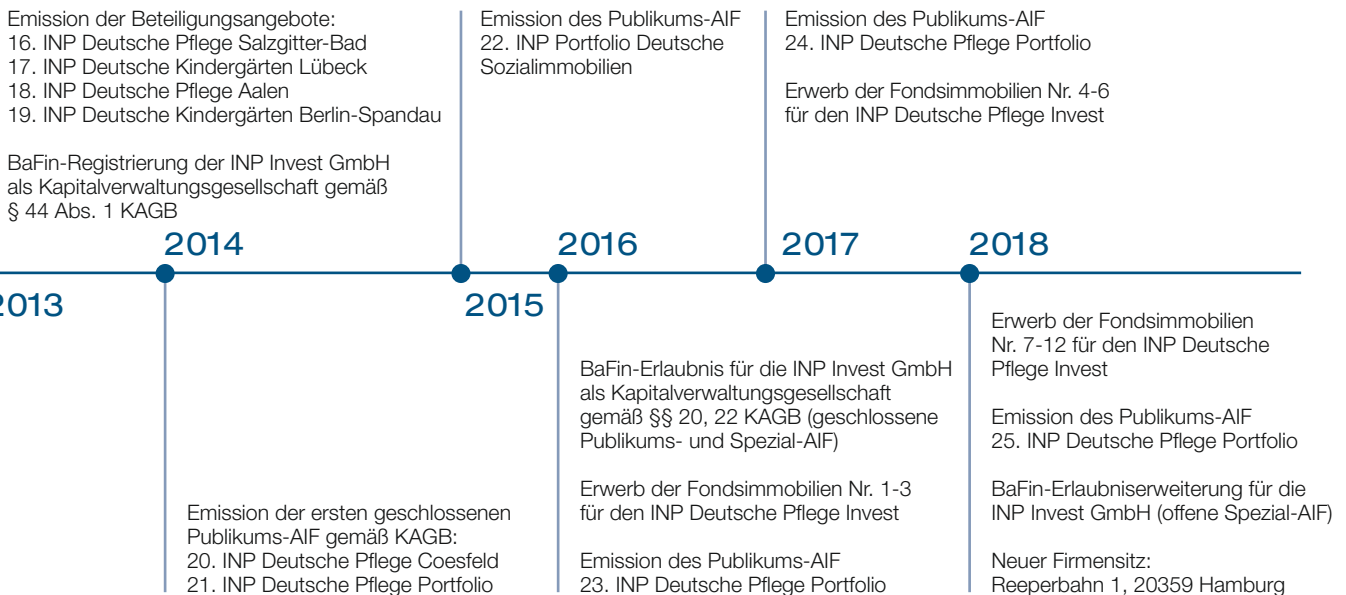 Emission der Beteiligungsangebote:
16. INP Deutsche Pflege Salzgitter-Bad
17. INP Deutsche Kindergärten Lübeck
18. INP Deutsche Pflege Aalen
19. INP Deutsche Kindergärten Berlin-Spandau
BaFin-Registrierung der INP Invest GmbH
als Kapitalverwaltungsgesellschaft gemäß
§ 44 Abs. 1 KAGB
2013
2014
Emission der ersten geschlossenen
Publikums-AIF gemäß KAGB:
20. INP Deutsche Pflege Coesfeld
21. INP Deutsche Pflege Portfolio
Emission des Publikums-AIF
22. INP Portfolio Deutsche
Sozialimmobilien
2015
2016
BaFin-Erlaubnis für die INP Invest GmbH
als Kapitalverwaltungsgesellschaft
gemäß §§ 20, 22 KAGB (geschlossene
Publikums- und Spezial-AIF)
Erwerb der Fondsimmobilien Nr. 1-3
für den INP Deutsche Pflege Invest
Emission des Publikums-AIF
23. INP Deutsche Pflege Portfolio
Emission des Publikums-AIF
24. INP Deutsche Pflege Portfolio
Erwerb der Fondsimmobilien Nr. 4-6
für den INP Deutsche Pflege Invest
2017
2018
Erwerb der Fondsimmobilien
Nr. 7-12 für den INP Deutsche
Pflege Invest
Emission des Publikums-AIF
25. INP Deutsche Pflege Portfolio
BaFin-Erlaubniserweiterung für die
INP Invest GmbH (offene Spezial-AIF)
Neuer Firmensitz:
Reeperbahn 1, 20359 Hamburg